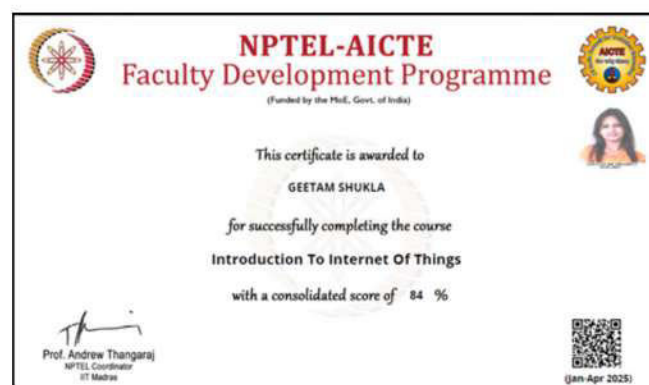 NPTEL-AICTE
Faculty Development Programme
(Funded by the MoE, Govt. of India)
AICTE
This certificate is awarded to
GEETAM SHUKLA
for successfully completing the course
Introduction To Internet Of Things
with a consolidated score of 84 %
Prof. Andrew Thangaraj
NPTEL Coordinator
IIT Madras
(Jan-Apr 2025)